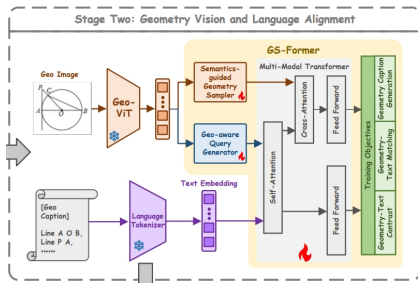 Stage Two: Geometry Vision and Language Alignment
GS-Former
Geo Image
P
C
A
O
B
Geo-
ViT
Semantics-
guided
Geometry
Sampler
Geo-aware
Query
Generator
Multi-Modal Transformer
Self-Attention
Cross-Attention
Feed Forward
Feed Forward
Training Objectives
Geometry Caption
Generation
Geometry-
Text Matching
Geometry-Text
Contrast
[Geo
Caption]
Line A O B,
Line P A,
......
Language
Tokenizer
Text Embedding